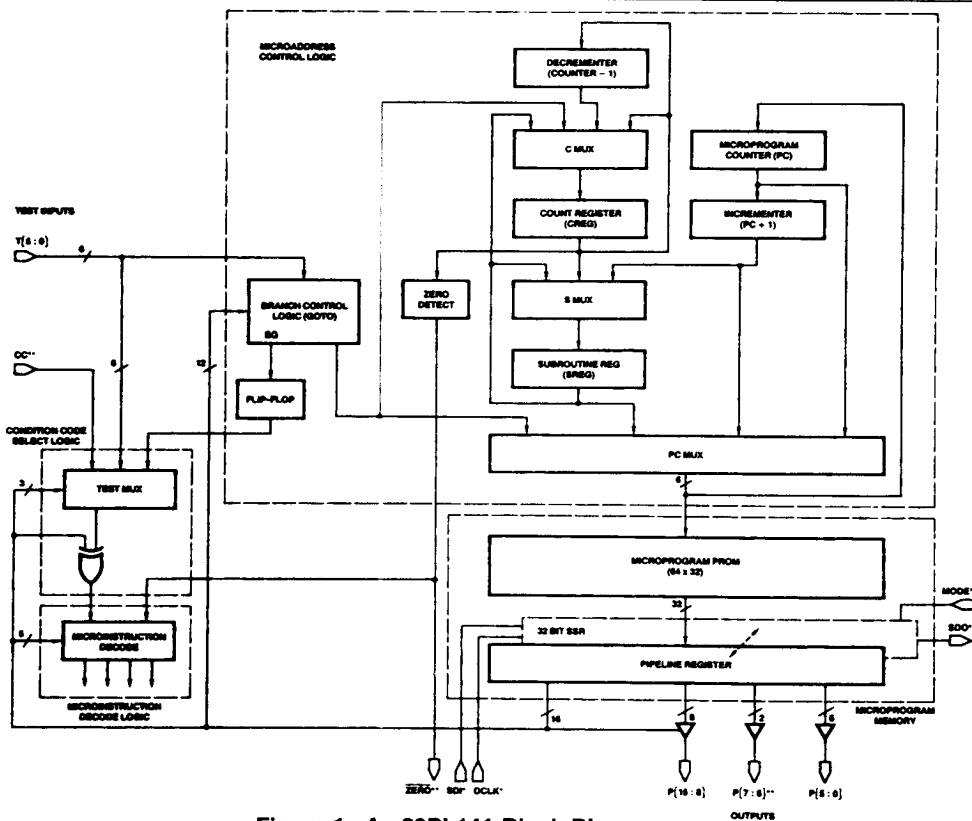 MICROADDRESS
CONTROL LOGIC
DECREMENTER
(COUNTER - 1)
C MUX
MICROPROGRAM
COUNTER (PC)
COUNT REGISTER
(CREG)
INCREMENTER
(PC + 1)
TEST INPUTS
T[5 : 0]
6
BRANCH CONTROL
LOGIC (GOTO)
EQ
ZERO
DETECT
S MUX
SUBROUTINE REG
(SREG)
CC**
6
12
FLIP-FLOP
CONDITION CODE
SELECT LOGIC
PC MUX
6
3
TEST MUX
MICROPROGRAM PROM
(64 x 32)
32
MODE*
32 BIT SSR
SDO*
5
MICROINSTRUCTION
DECODE
PIPELINE REGISTER
MICROINSTRUCTION
DECODE LOGIC
16
8
2
6
MICROPROGRAM
MEMORY
ZERO**
SDI*
DCLK*
P[15 : 8]
P[7 : 6]**
P[5 : 0]
OUTPUTS